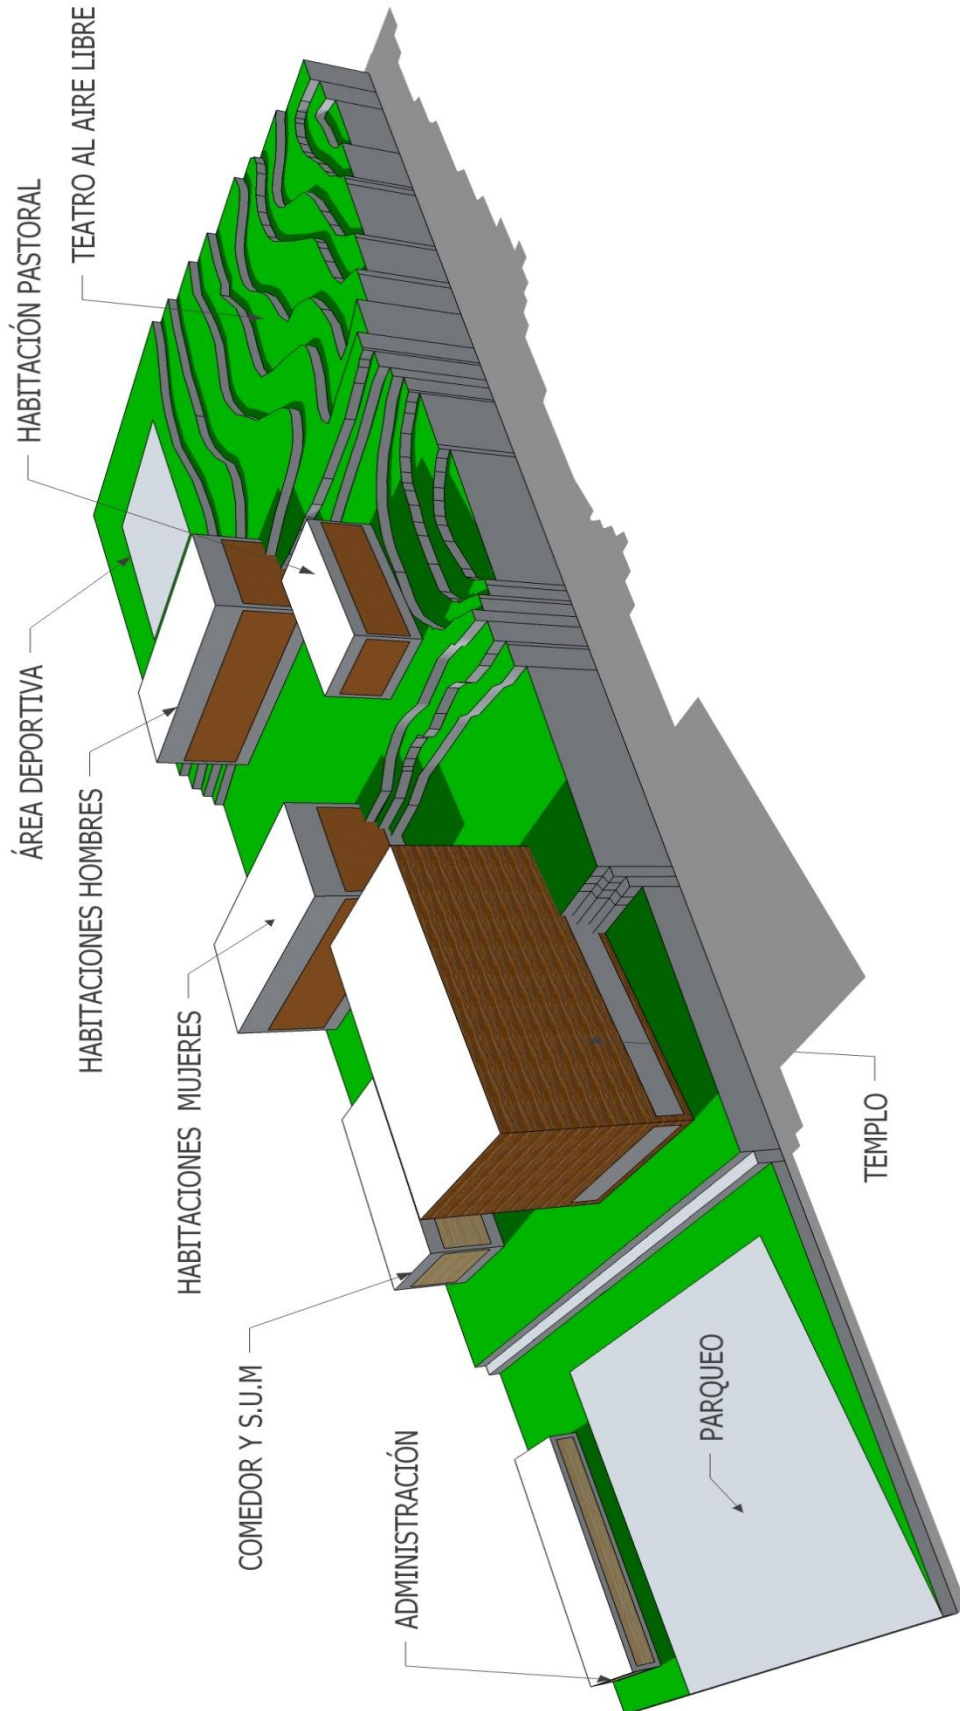 ÁREA DEPORTIVA
HABITACIÓN PASTORAL
TEATRO AL AIRE LIBRE
HABITACIONES HOMBRES
HABITACIONES MUJERES
COMEDOR Y S.U.M
ADMINISTRACIÓN
PARQUEO
TEMPLO